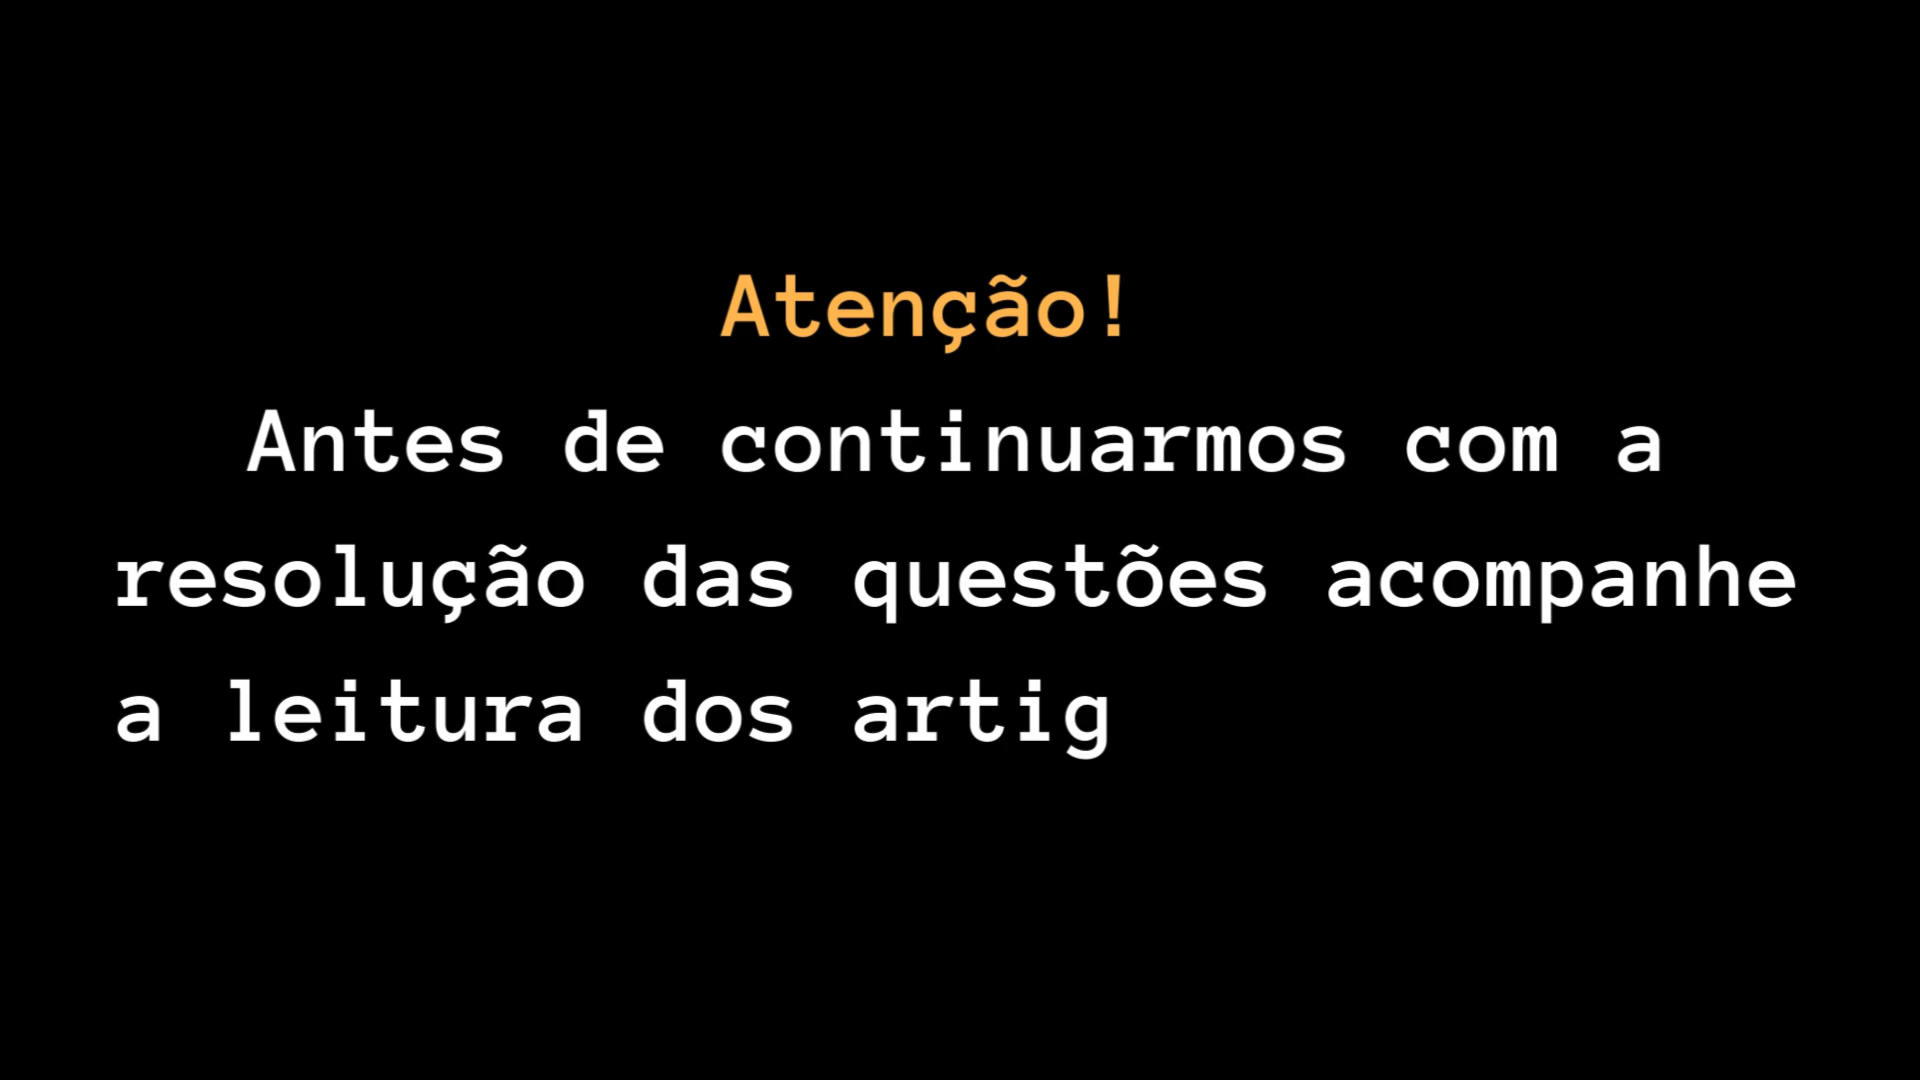 Atenção!
Antes de continuarmos com a
resolução das questões acompanhe
a leitura dos artig